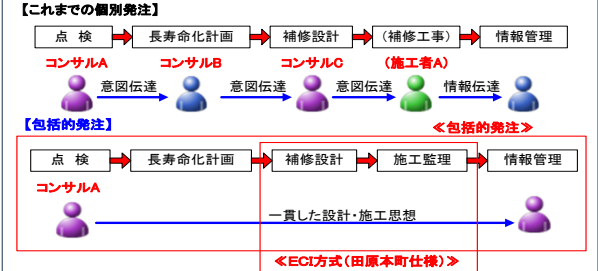 【これまでの個別発注】
点 検 長寿命化計画 補修設計 (補修工事) 情報管理
コンサルA コンサルB コンサルC (施工者A)
意図伝達 意図伝達 意図伝達 情報伝達
【包括的発注】 ≪包括的発注≫
点 検 長寿命化計画 補修設計 施工監理 情報管理
コンサルA
一貫した設計・施工思想
≪ECI方式(田原本町仕様)≫